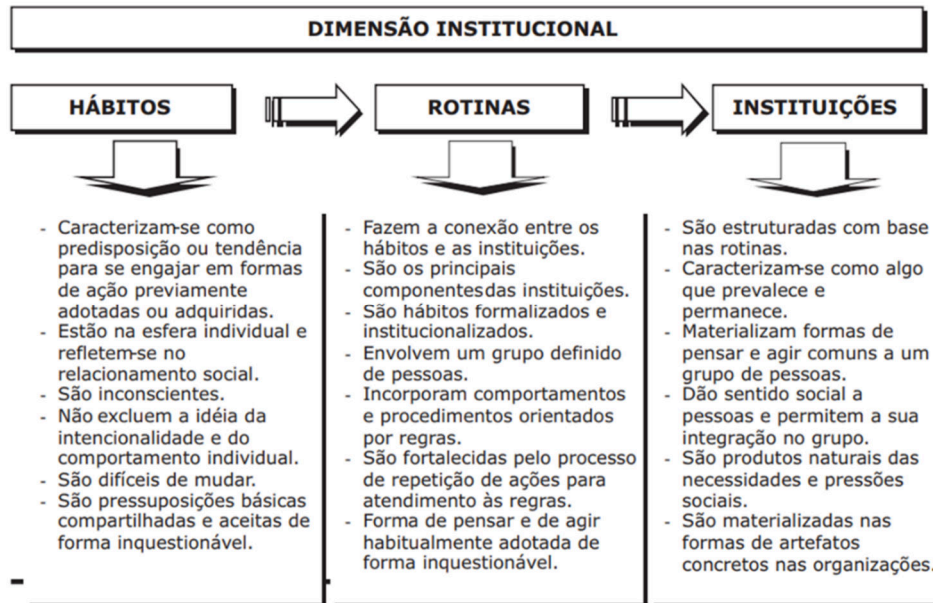 DIMENSÃO INSTITUCIONAL
HÁBITOS
ROTINAS
INSTITUIÇÕES
- Caracterizam-se como
predisposição ou tendência
para se engajar em formas
de ação previamente
adotadas ou adquiridas.
- Estão na esfera individual e
refletem-se no
relacionamento social.
- São inconscientes.
- Não excluem a idéia da
intencionalidade e do
comportamento individual.
- São difíceis de mudar.
- São pressuposições básicas
compartilhadas e aceitas de
forma inquestionável.
- Fazem a conexão entre os
hábitos e as instituições.
- São os principais
componentes das instituições.
- São hábitos formalizados e
institucionalizados.
- Envolvem um grupo definido
de pessoas.
- Incorporam comportamentos
e procedimentos orientados
por regras.
- São fortalecidas pelo processo
de repetição de ações para
atendimento às regras.
- Forma de pensar e de agir
habitualmente adotada de
forma inquestionável.
- São estruturadas com base
nas rotinas.
- Caracterizam-se como algo
que prevalece e
permanece.
- Materializam formas de
pensar e agir comuns a um
grupo de pessoas.
- Dão sentido social a
pessoas e permitem a sua
integração no grupo.
- São produtos naturais das
necessidades e pressões
sociais.
- São materializadas nas
formas de artefatos
concretos nas organizações.